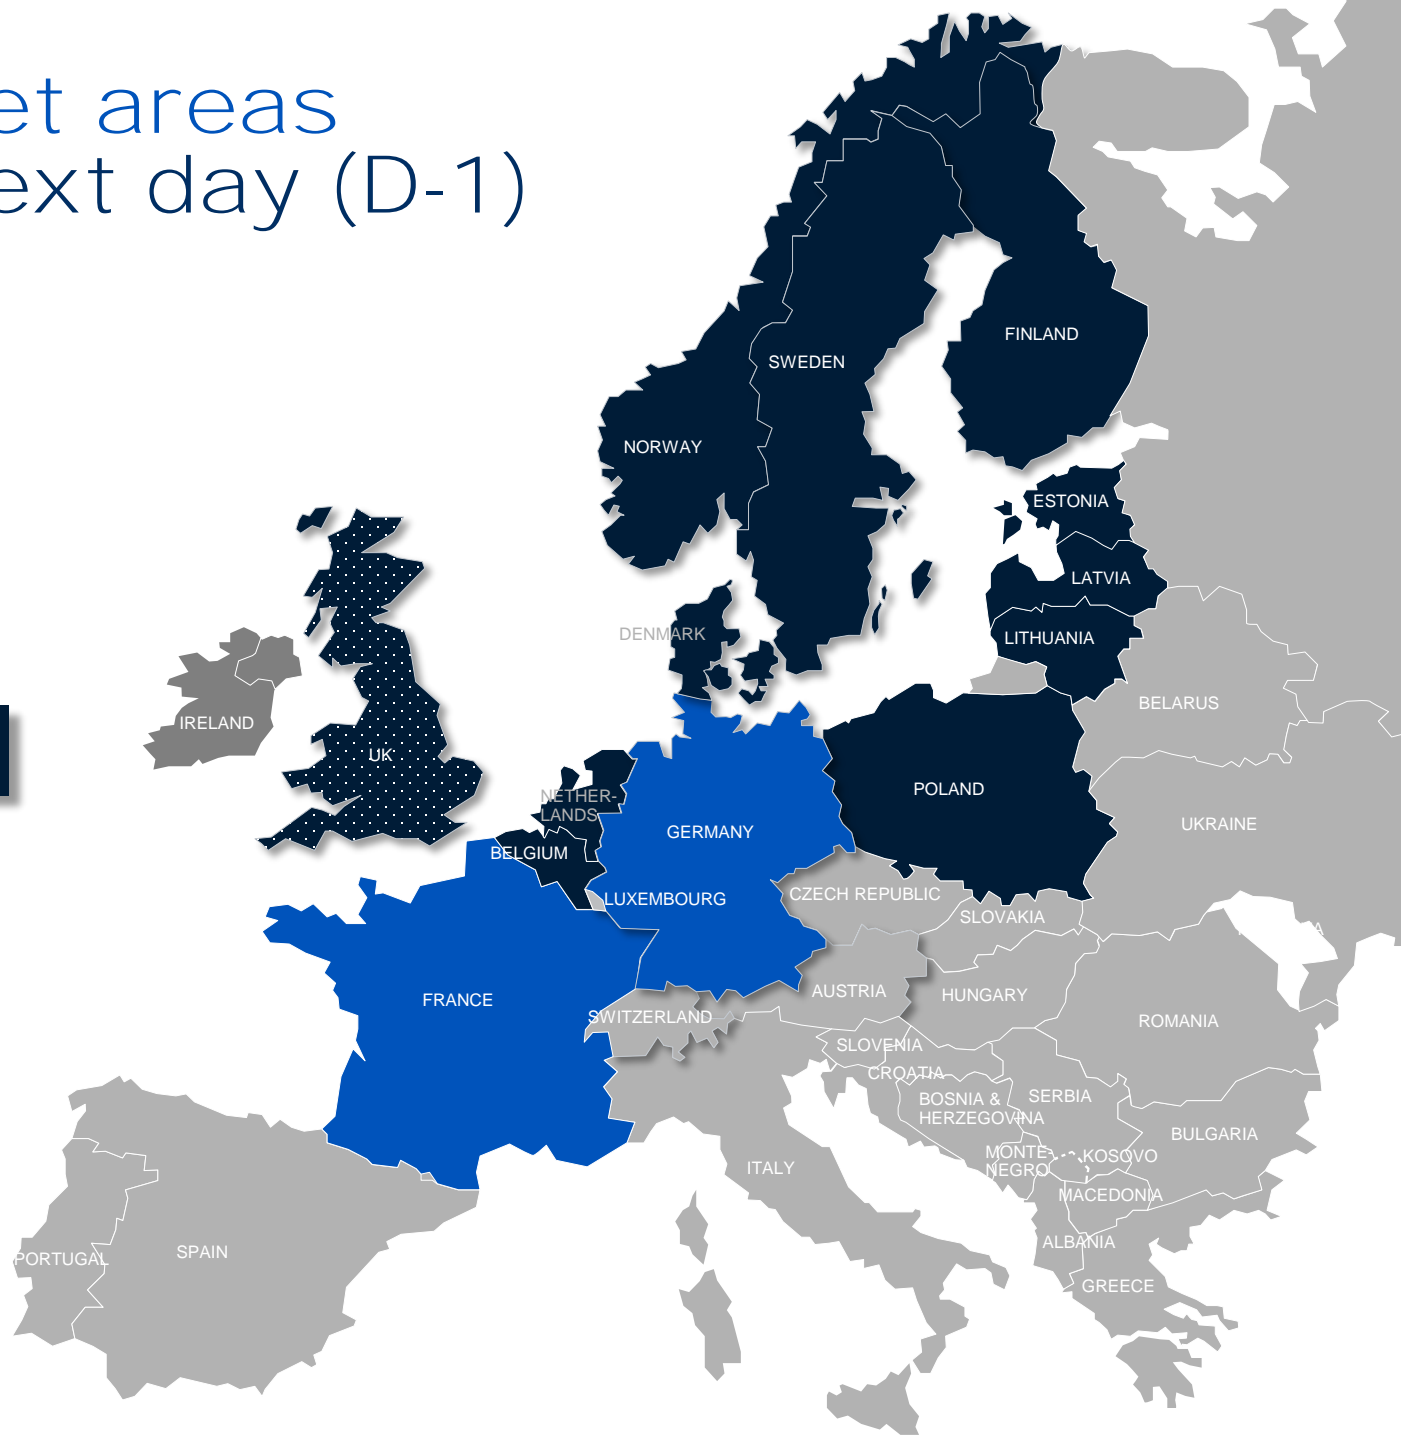 et areas
ext day (D-1)
FINLAND
SWEDEN
NORWAY
ESTONIA
LATVIA
DENMARK
LITHUANIA
BELARUS
IRELAND
UK
POLAND
NETHER-
LANDS
UKRAINE
GERMANY
BELGIUM
CZECH REPUBLIC
LUXEMBOURG
SLOVAKIA
AUSTRIA
HUNGARY
FRANCE
SWITZERLAND
ROMANIA
SLOVENIA
CROATIA
BOSNIA &
HERZEGOVINA
SERBIA
BULGARIA
MONTE-
NEGRO
KOSOVO
ITALY
MACEDONIA
ALBANIA
SPAIN
PORTUGAL
GREECE